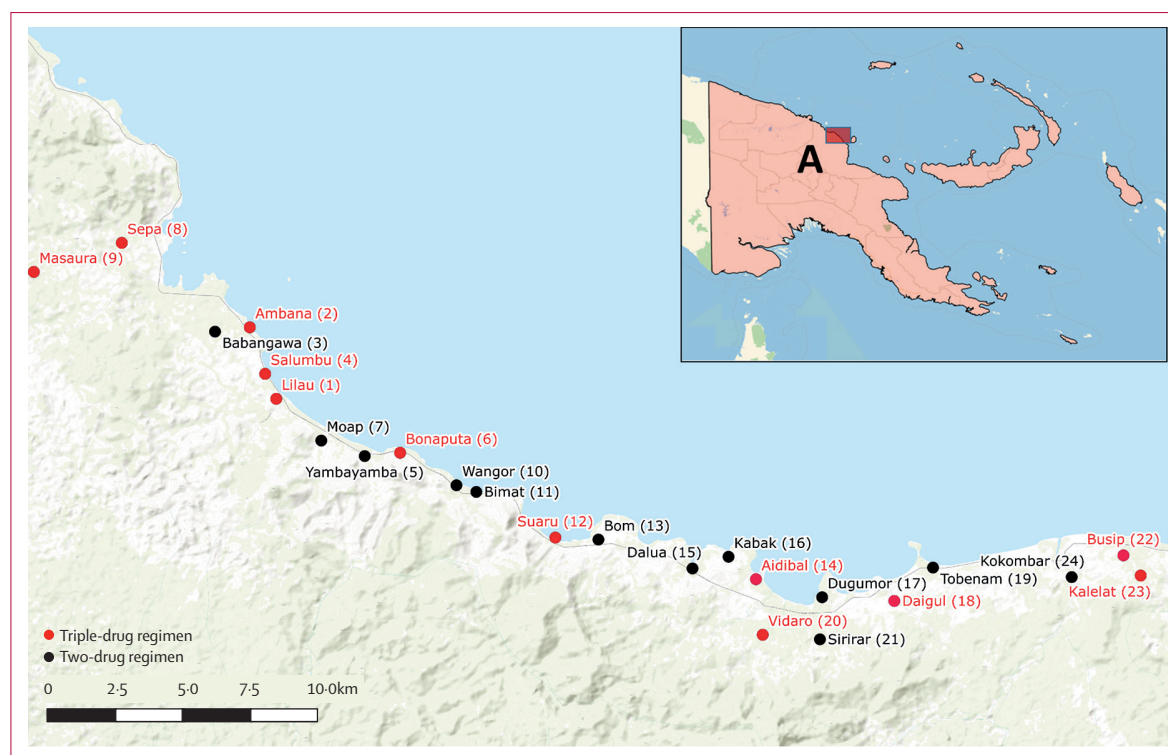 A
Sepa (8)
Masaura (9)
Ambana (2)
Babangawa (3)
Salumbu (4)
Lilau (1)
Moap (7)
Bonaputa (6)
Yambayamba (5)
Wangor (10)
Bimat (11)
Suaru (12)
Bom (13)
Dalua (15)
Kabak (16)
Aidibal (14)
Dugumor (17)
Tobenam (19)
Daigul (18)
Kokombar (24)
Busip (22)
Kalelat (23)
Vidaro (20)
Sirirar (21)
Triple-drug regimen
Two-drug regimen
0 2·5 5·0 7·5 10·0km